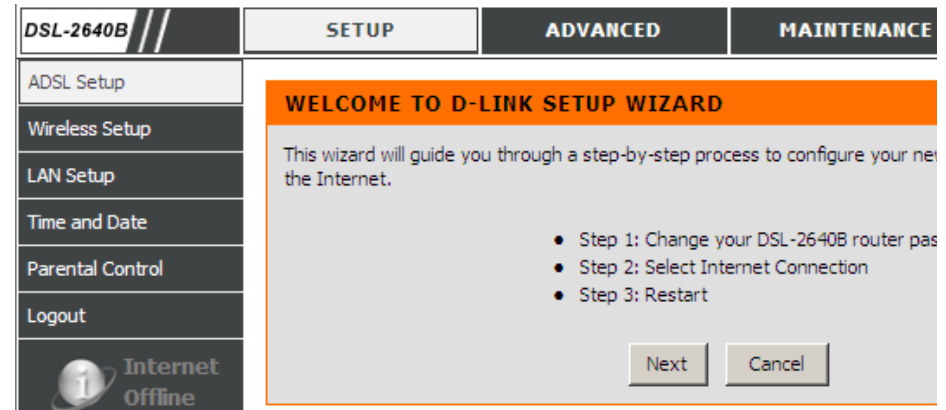 DSL-2640B
SETUP
ADVANCED
MAINTENANCE
ADSL Setup
Wireless Setup
LAN Setup
Time and Date
Parental Control
Logout
Internet
Offline
WELCOME TO D-LINK SETUP WIZARD
This wizard will guide you through a step-by-step process to configure your
the Internet.
Step 1: Change your DSL-2640B router
Step 2: Select Internet Connection
Step 3: Restart
Next
Cancel